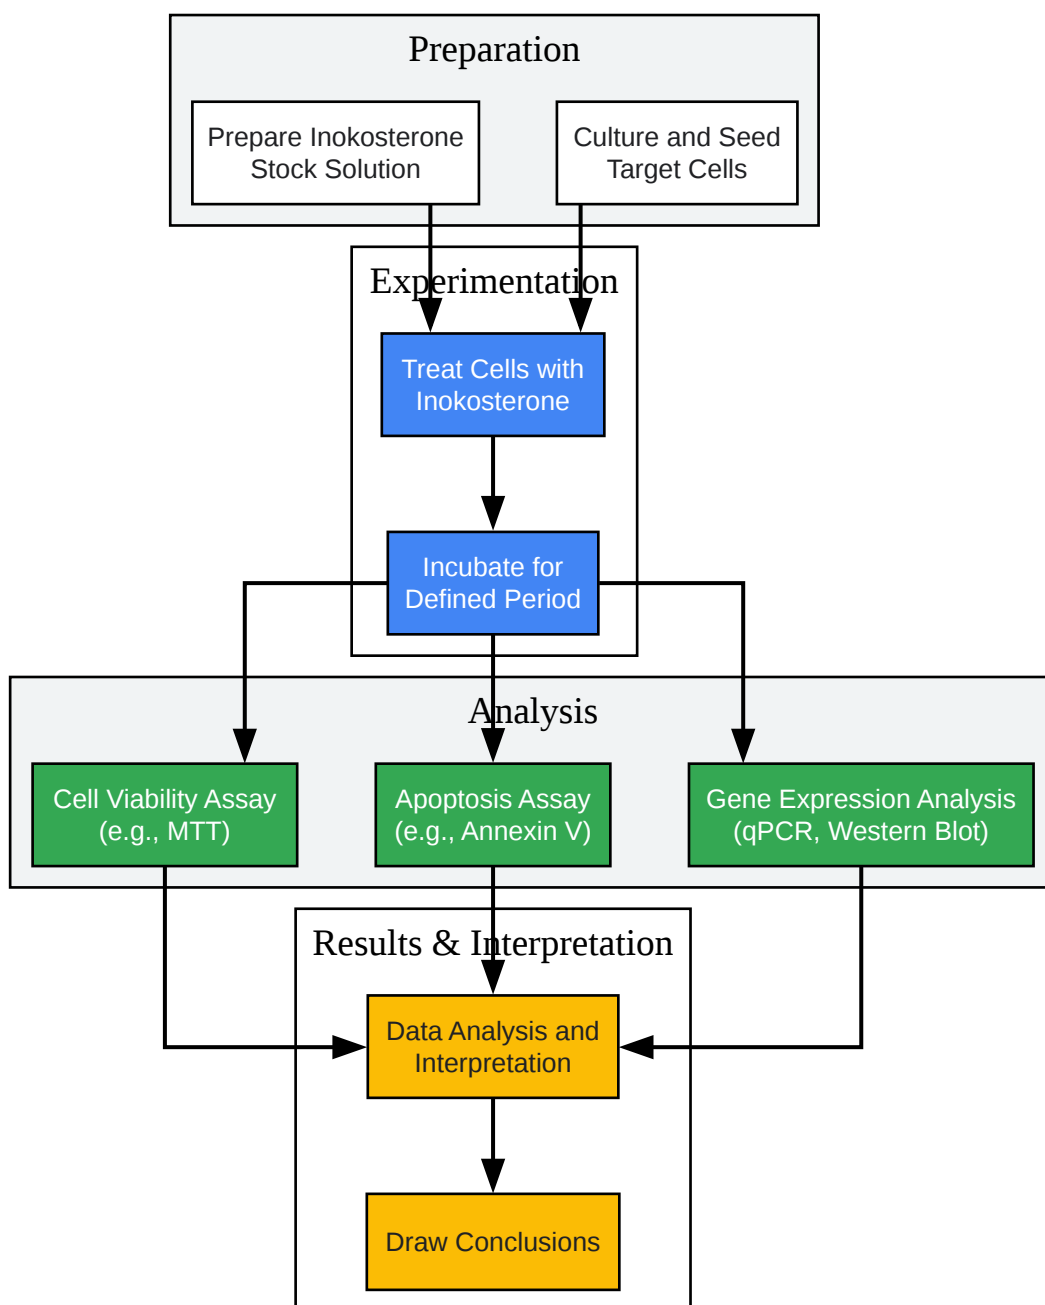 Preparation
Prepare Inokosterone
Stock Solution
Culture and Seed
Target Cells
Experimentation
Treat Cells with
Inokosterone
Incubate for
Defined Period
Analysis
Cell Viability Assay
(e.g., MTT)
Apoptosis Assay
(e.g., Annexin V)
Gene Expression Analysis
(qPCR, Western Blot)
Results & Interpretation
Data Analysis and
Interpretation
Draw Conclusions